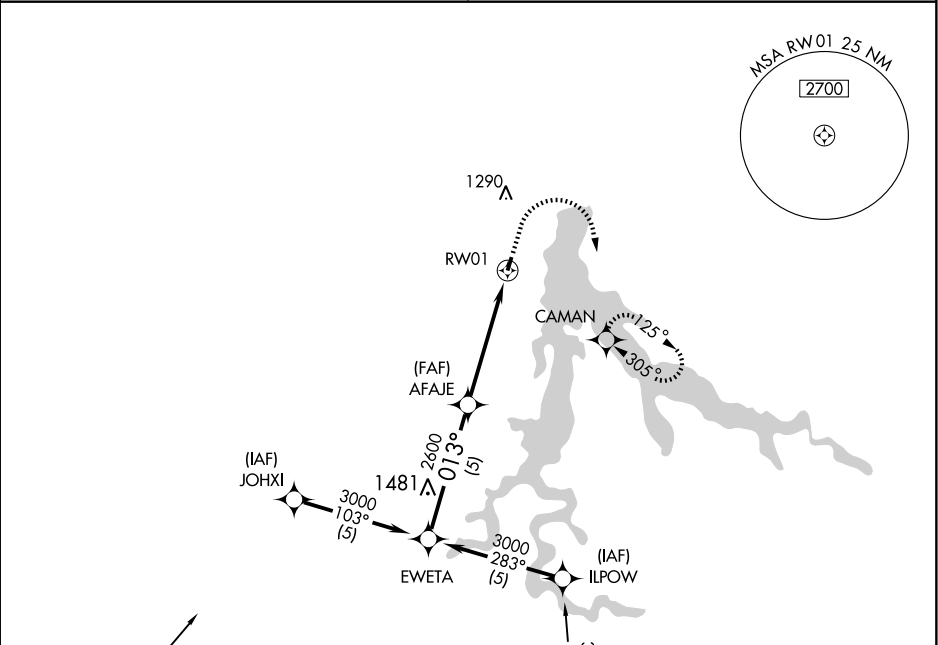 MSA RW01 25 NM
2700
1290
RW01
CAMAN
125°
305°
(FAF)
AFAJE
2600
013°
(5)
1481
(IAF)
JOHXI
3000
103°
(5)
EWETA
3000
283°
(5)
(IAF)
ILPOW